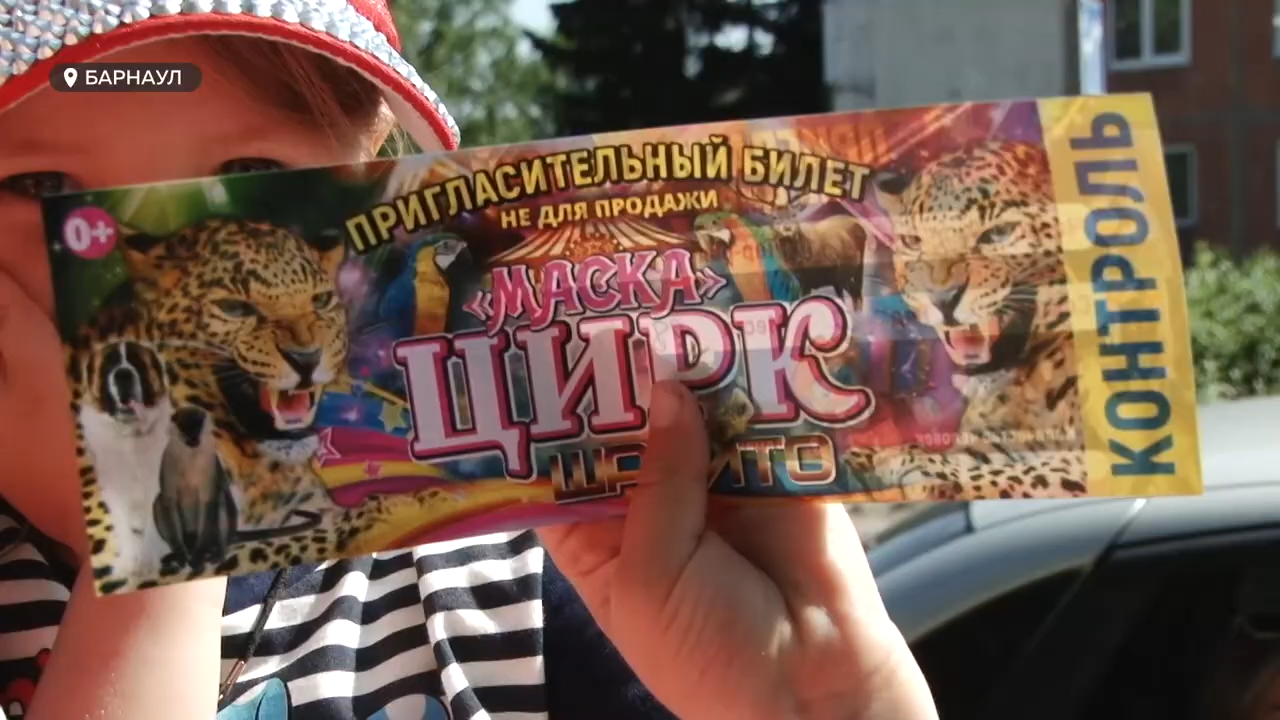 БАРНАУЛ
0+
ПРИГЛАСИТЕЛЬНЫЙ БИЛЕТ
НЕ ДЛЯ ПРОДАЖИ
«МАСКА»
ЦИРК
КОНТРОЛЬ